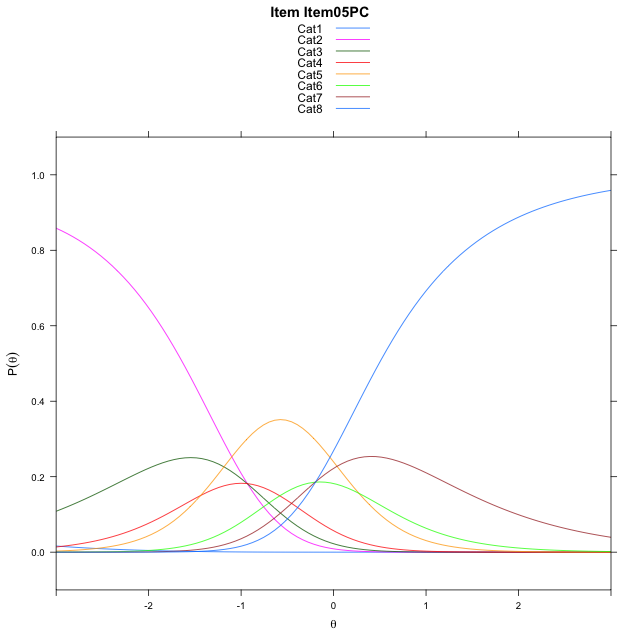 Item Item05PC
Cat1
Cat2
Cat3
Cat4
Cat5
Cat6
Cat7
Cat8
1.0
0.8
0.6
0.4
0.2
0.0
P(θ)
-2 -1 0 1 2
θ